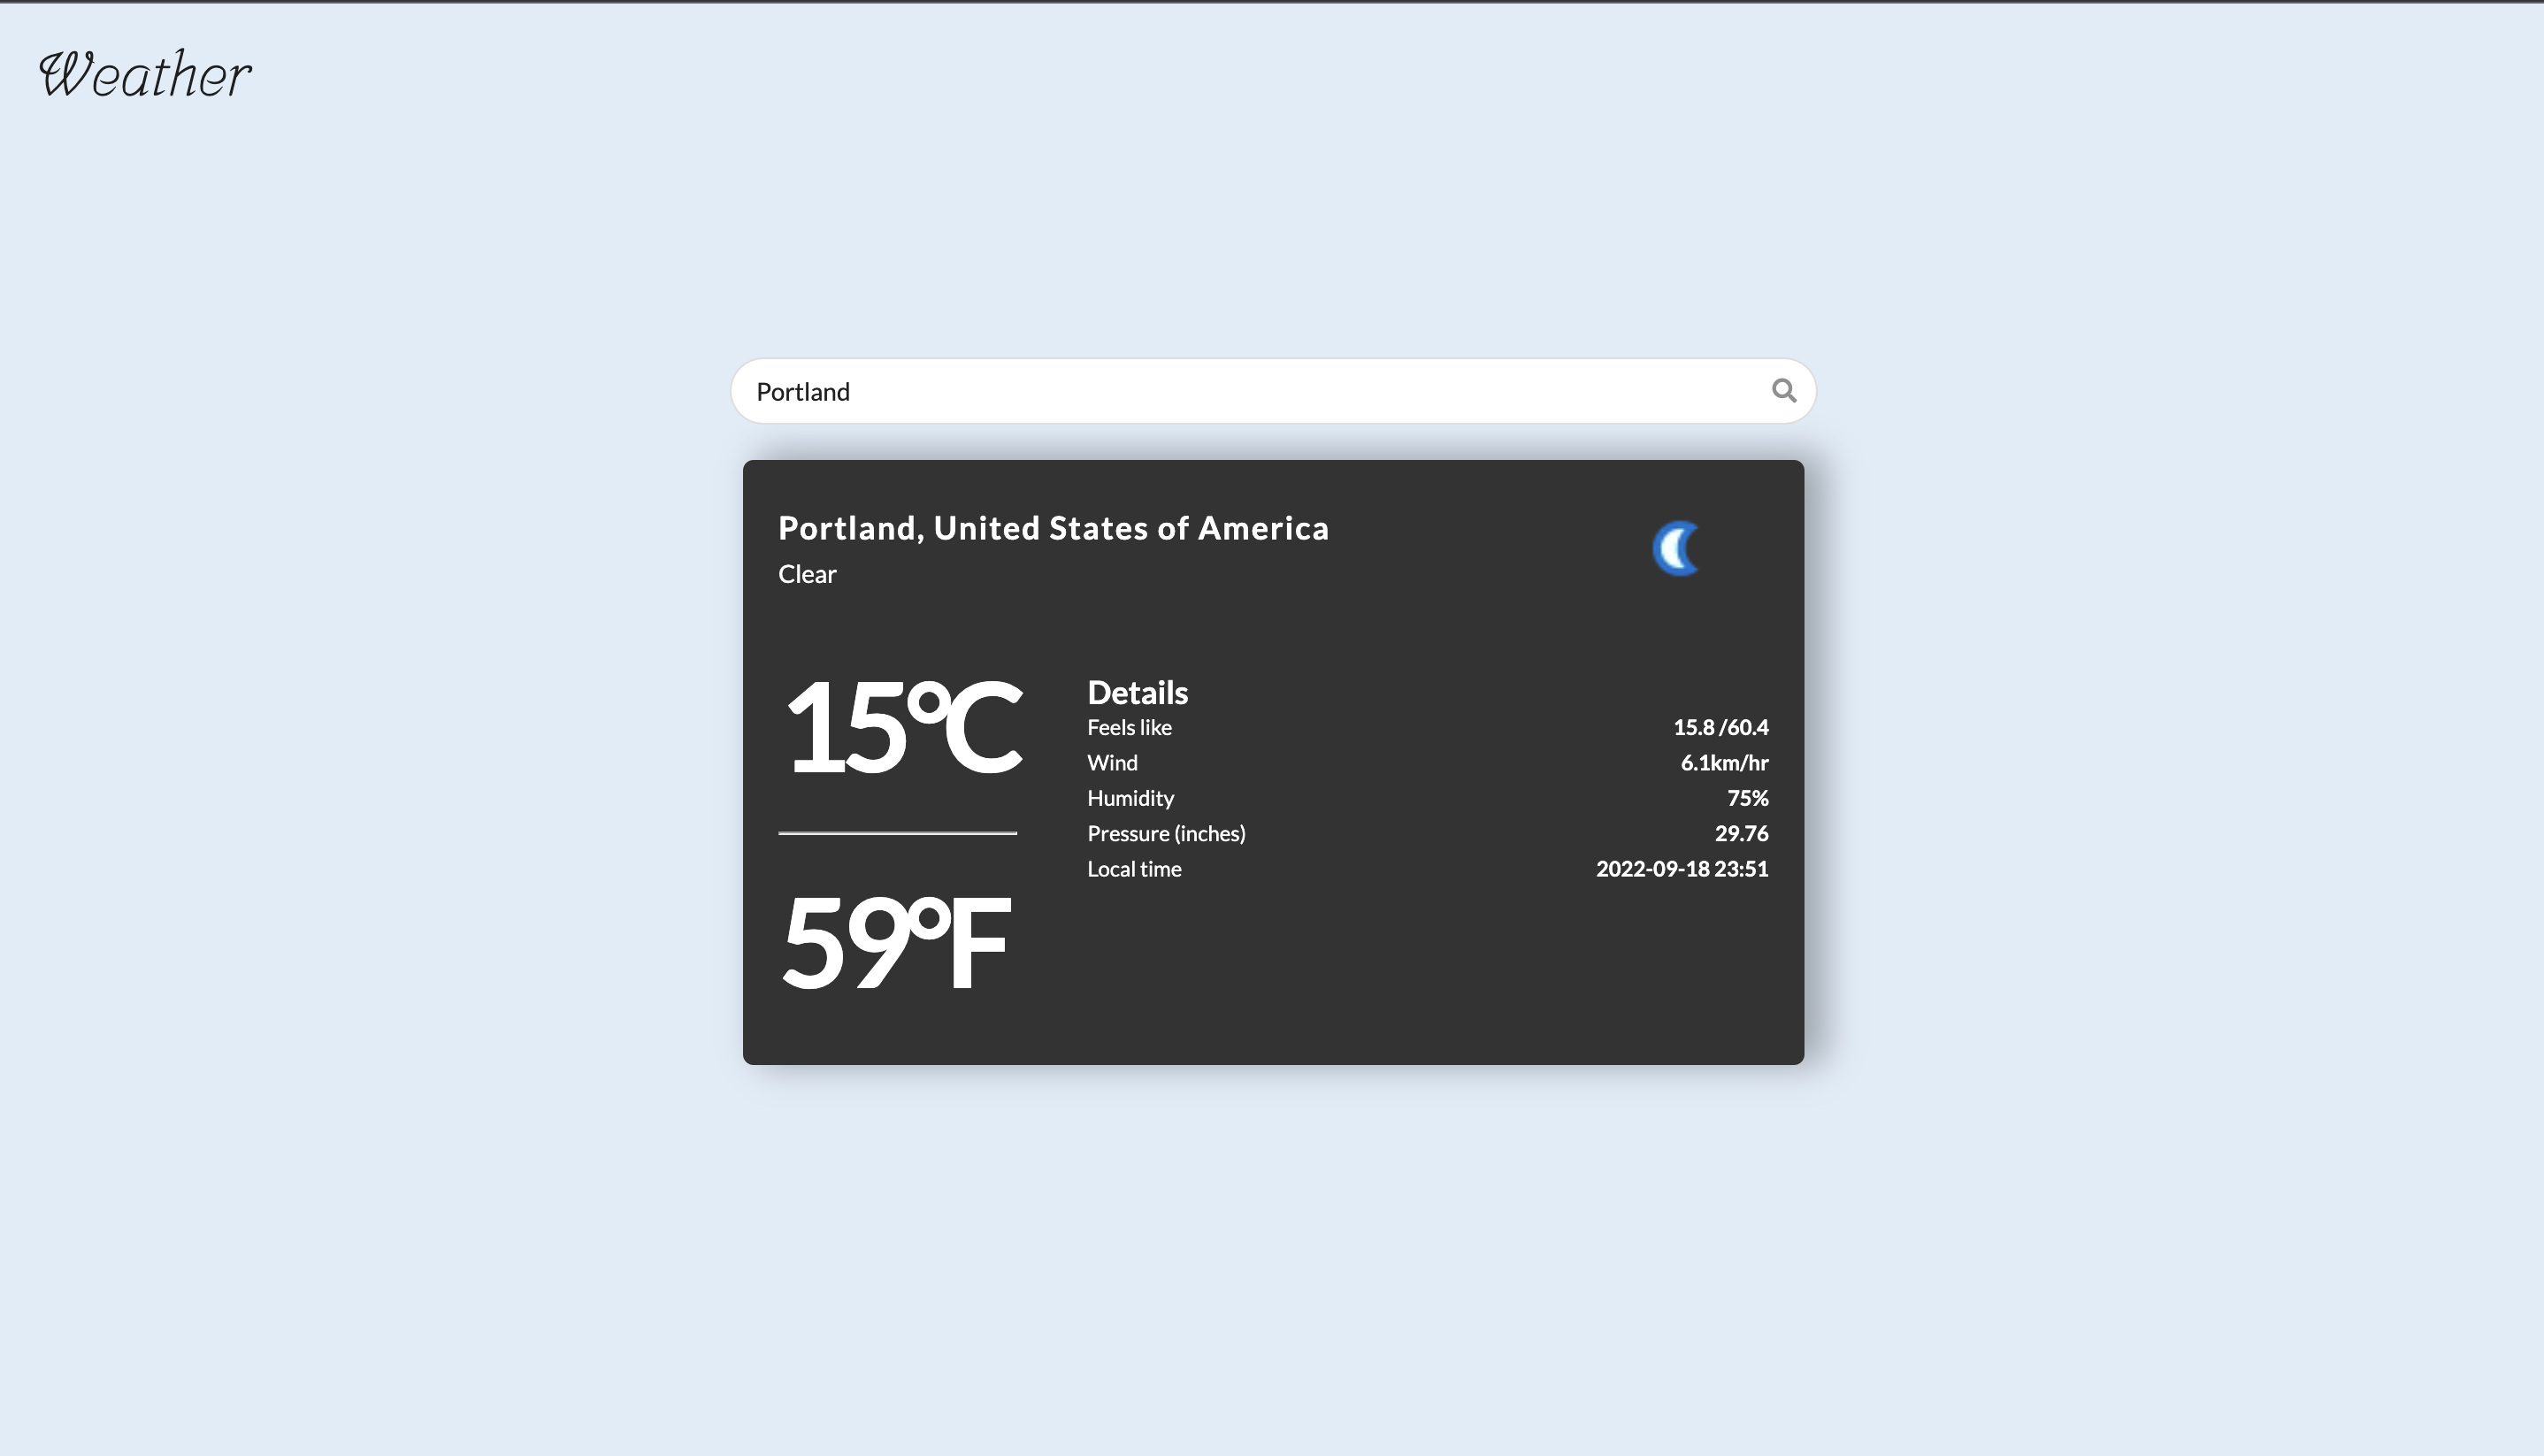 Weather
Portland
Portland, United States of America
Clear
15°C
59°F
Details
Feels like 15.8 /60.4
Wind 6.1km/hr
Humidity 75%
Pressure (inches) 29.76
Local time 2022-09-18 23:51